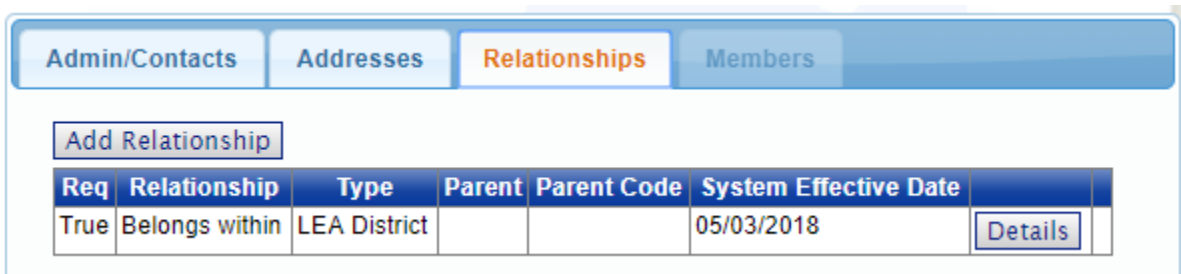 Admin/Contacts Addresses Relationships Members
Add Relationship
Req Relationship Type Parent Parent Code System Effective Date
True Belongs within LEA District 05/03/2018 Details